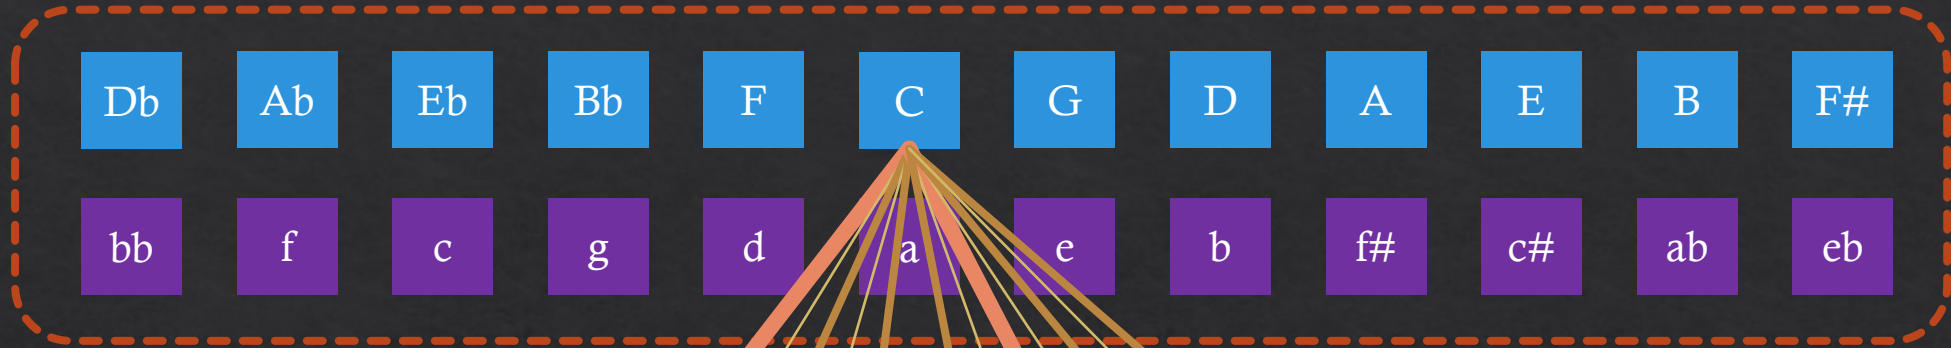 Db Ab Eb Bb F C G D A E B F#
bb f c g d a e b f# c# ab eb